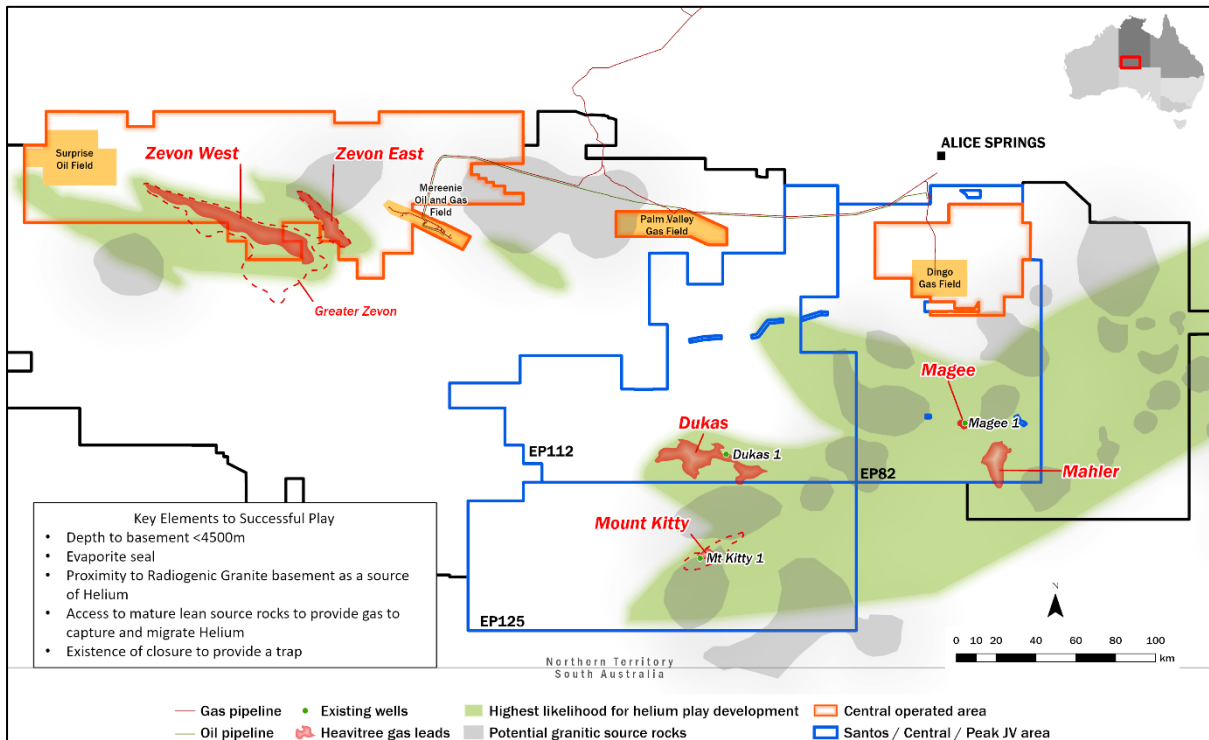 ALICE SPRINGS
Surprise
Oil Field
Zevon West
Zevon East
Mereenie
Oil and Gas
Field
Palm Valley
Gas Field
Dingo
Gas Field
Greater Zevon
Magee
Magee 1
Dukas
Dukas 1
EP112
EP82
Mahler
Mount Kitty
Mt Kitty 1
EP125
Key Elements to Successful Play
• Depth to basement <4500m
• Evaporite seal
• Proximity to Radiogenic Granite basement as a source
of Helium
• Access to mature lean source rocks to provide gas to
capture and migrate Helium
• Existence of closure to provide a trap
N
0 10 20 40 60 80 100
km
Northern Territory
South Australia
Gas pipeline
Existing wells
Highest likelihood for helium play development
Central operated area
Oil pipeline
Heavitree gas leads
Potential granitic source rocks
Santos / Central / Peak JV area